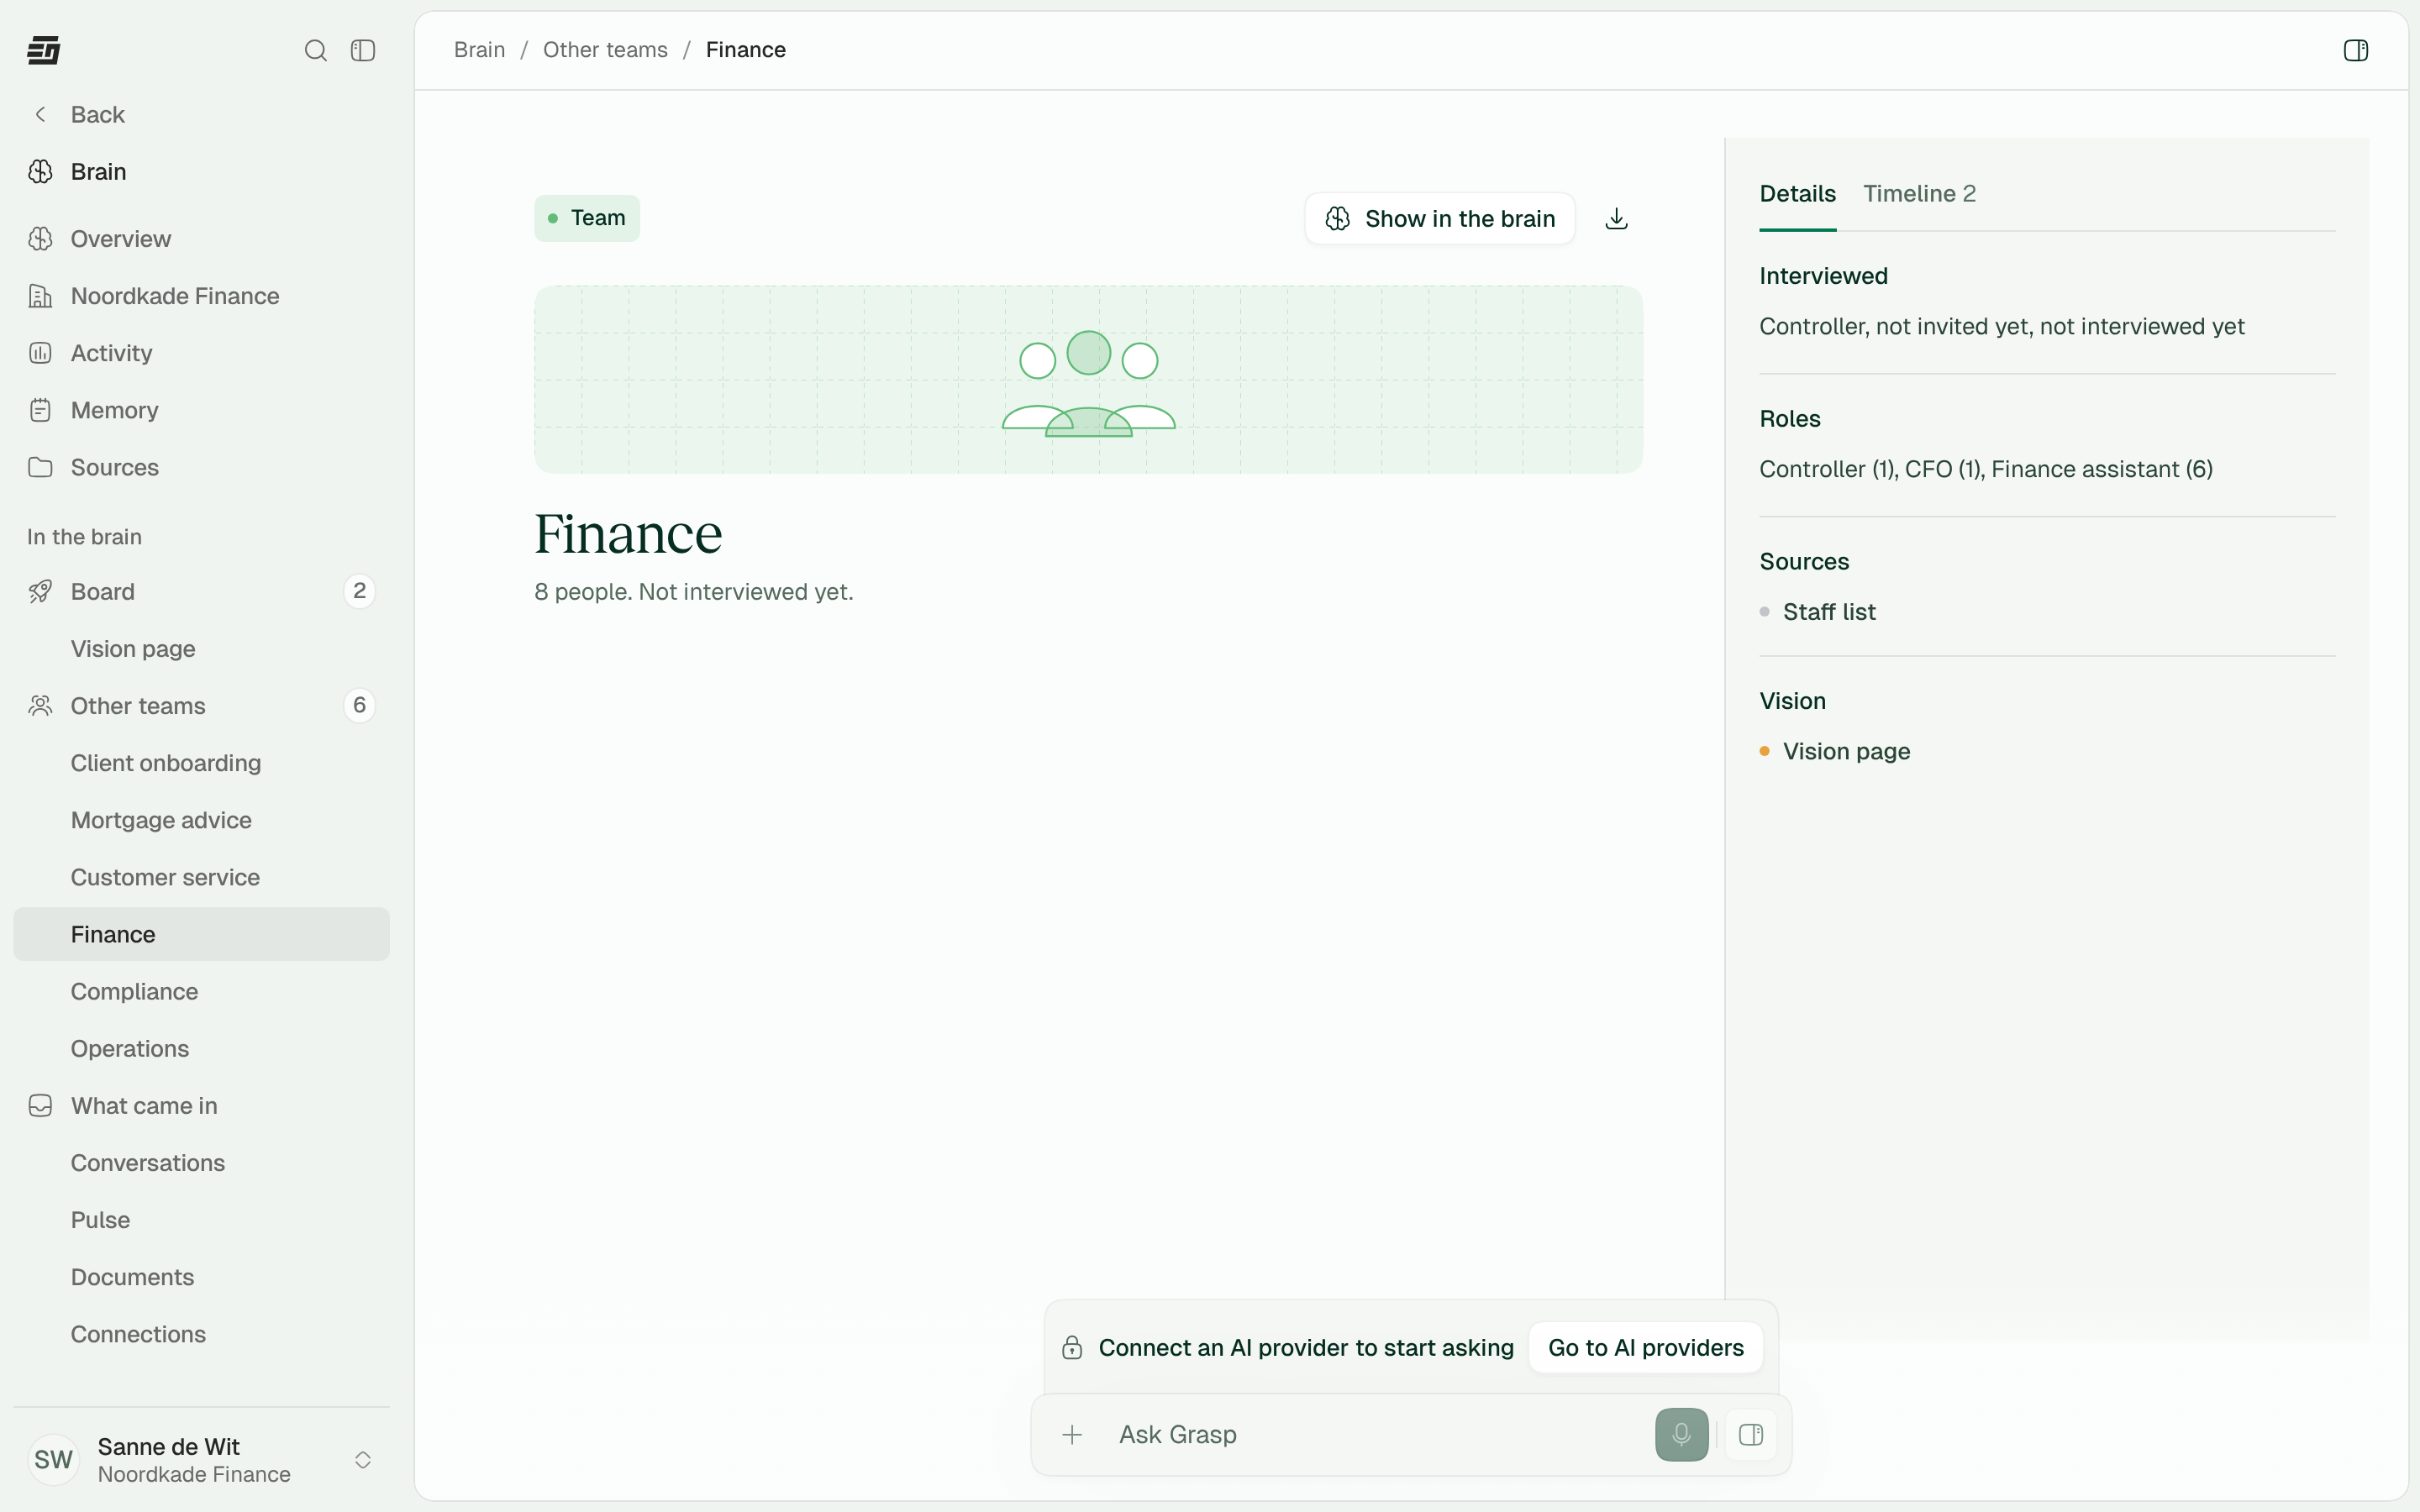 Back
Brain
Overview
Noordkade Finance
Activity
Memory
Sources
In the brain
Board 2
Vision page
Other teams 6
Client onboarding
Mortgage advice
Customer service
Finance
Compliance
Operations
What came in
Conversations
Pulse
Documents
Connections
SW
Sanne de Wit
Noordkade Finance
Brain / Other teams / Finance
Team
Show in the brain
Finance
8 people. Not interviewed yet.
Details Timeline 2
Interviewed
Controller, not invited yet, not interviewed yet
Roles
Controller (1), CFO (1), Finance assistant (6)
Sources
Staff list
Vision
Vision page
Connect an AI provider to start asking Go to AI providers
Ask Grasp